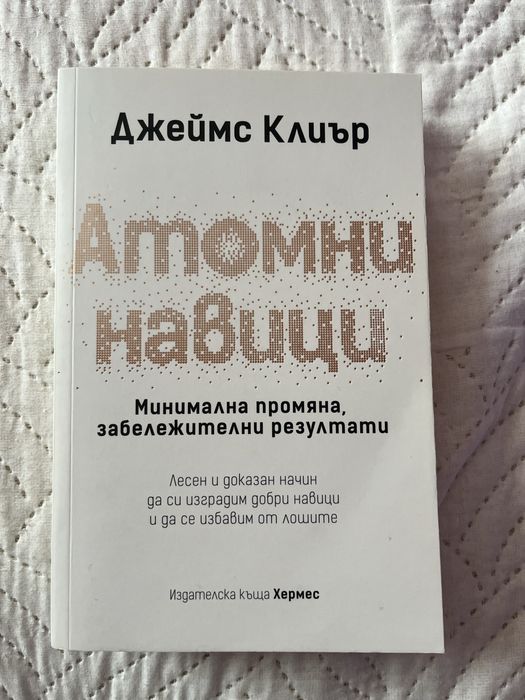 Джеймс Клиър
Атомни
навици
Минимална промяна,
забележителни резултати
Лесен и доказан начин
да си изградим добри навици
и да се избавим от лошите
Издателска къща Хермес